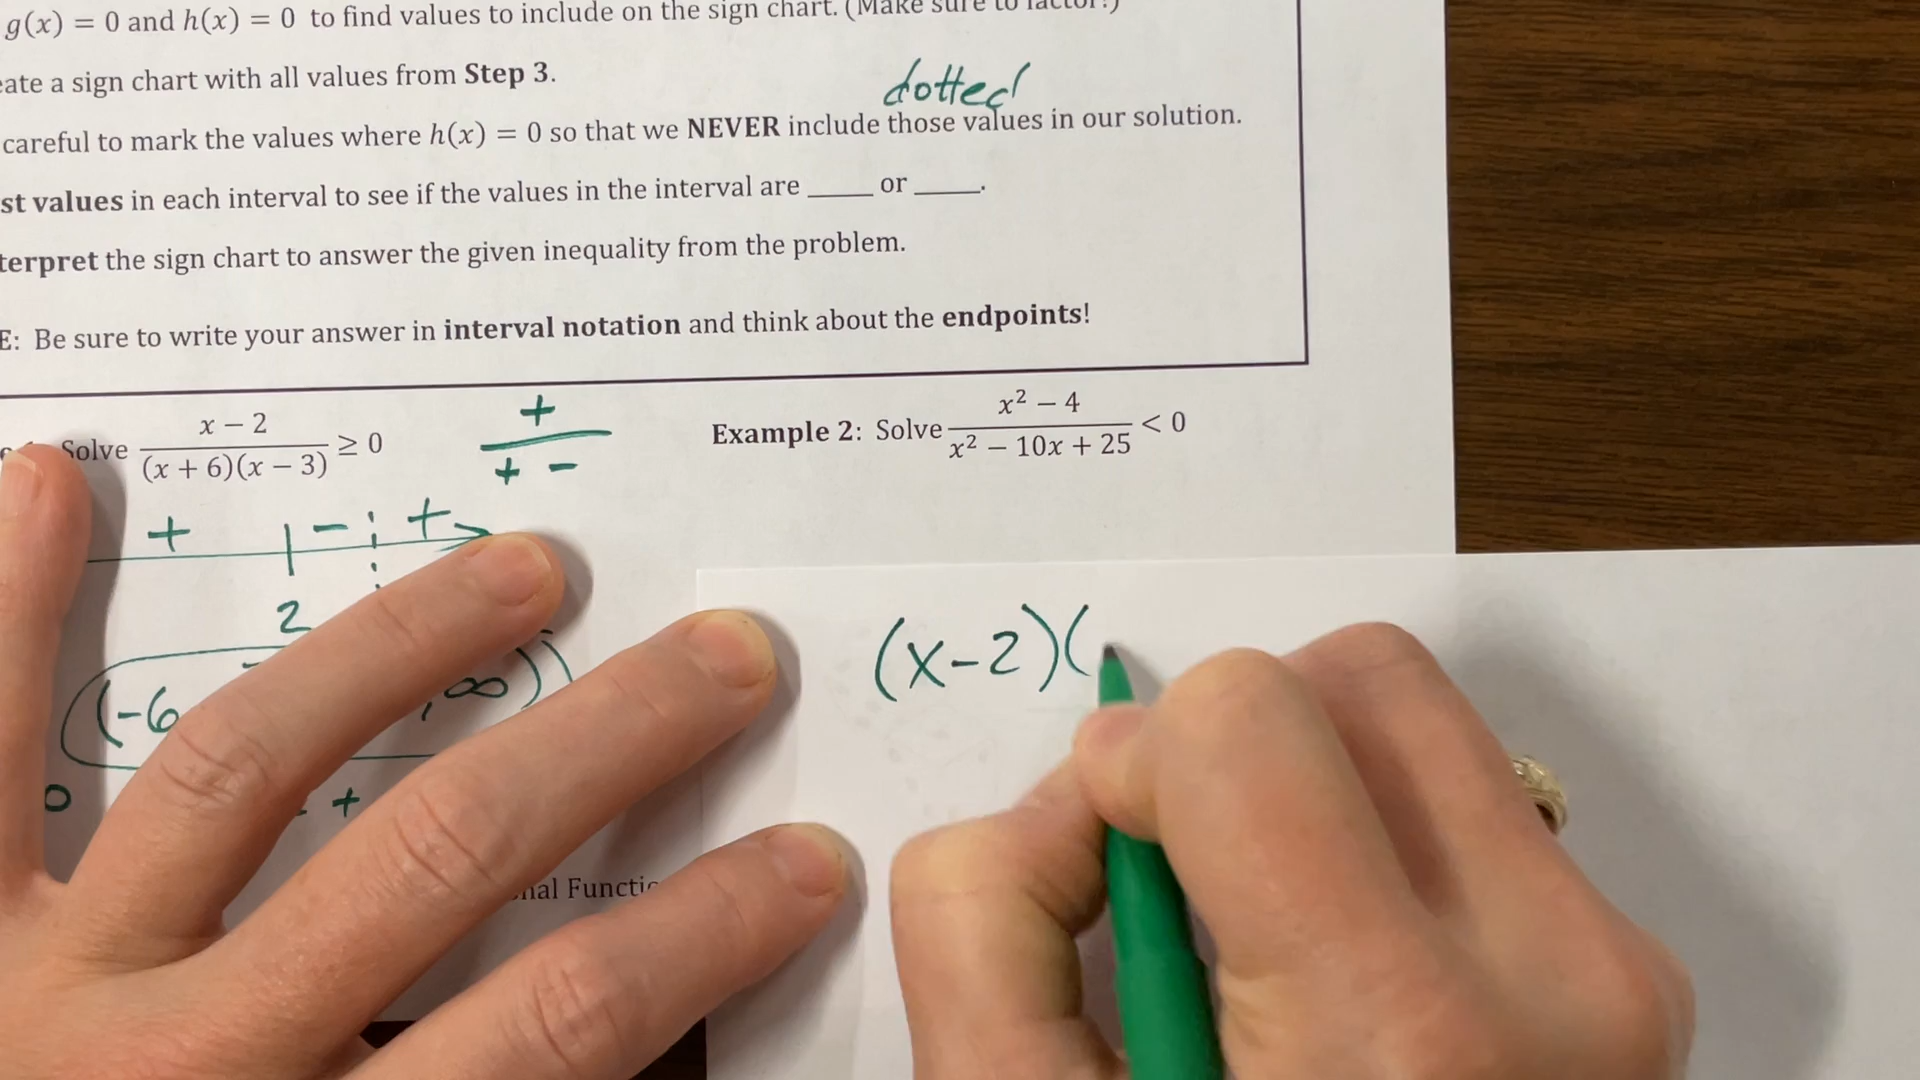 g(x) = 0 and h(x) = 0 to find values to include on the sign chart. (Make sure to factor!)
eate a sign chart with all values from Step 3.
dotted
careful to mark the values where h(x) = 0 so that we NEVER include those values in our solution.
st values in each interval to see if the values in the interval are _____ or _____.
terpret the sign chart to answer the given inequality from the problem.
E: Be sure to write your answer in interval notation and think about the endpoints!
Solve (x − 2)/((x + 6)(x − 3)) ≥ 0
+
+ −
Example 2: Solve (x² − 4)/(x² − 10x + 25) < 0
+ − +
2
(-6 , ∞)
0 +
(x-2)(
nal Functio